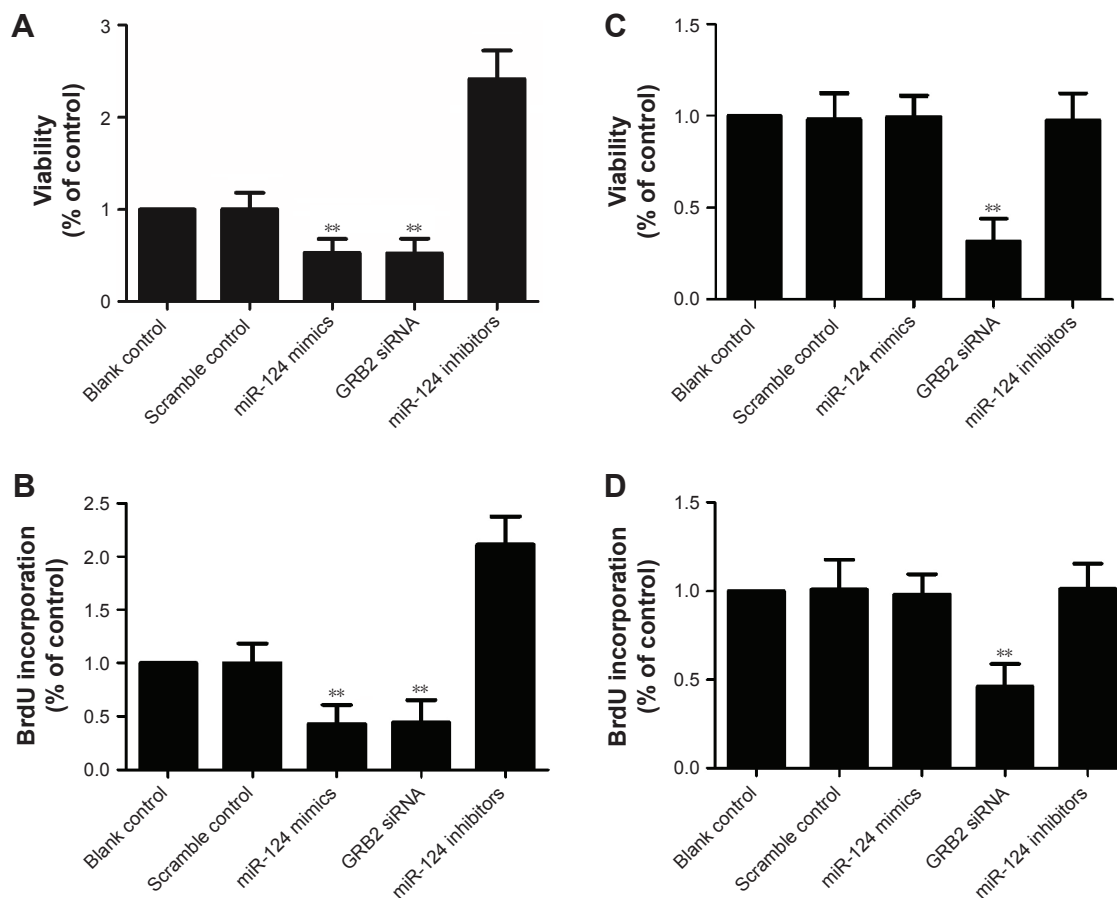 A
Viability
(% of control)
3
2
1
0
**
**
Blank control
Scramble control
miR-124 mimics
GRB2 siRNA
miR-124 inhibitors
C
Viability
(% of control)
1.5
1.0
0.5
0.0
**
Blank control
Scramble control
miR-124 mimics
GRB2 siRNA
miR-124 inhibitors
B
BrdU incorporation
(% of control)
2.5
2.0
1.5
1.0
0.5
0.0
**
**
Blank control
Scramble control
miR-124 mimics
GRB2 siRNA
miR-124 inhibitors
D
BrdU incorporation
(% of control)
1.5
1.0
0.5
0.0
**
Blank control
Scramble control
miR-124 mimics
GRB2 siRNA
miR-124 inhibitors